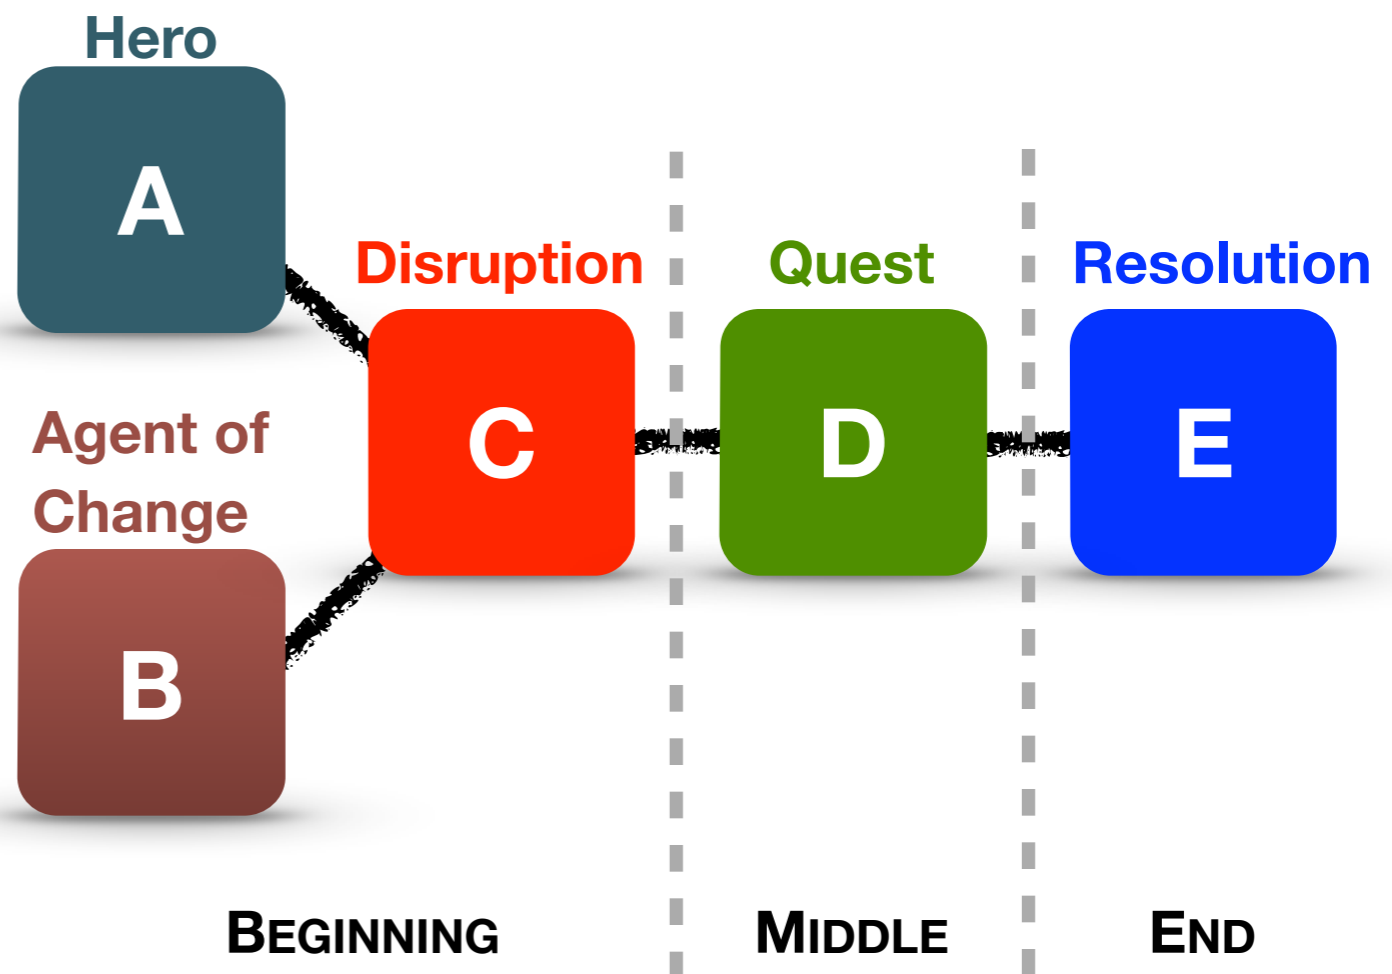 Hero
A
Agent of
Change
B
Disruption
C
Quest
D
Resolution
E
BEGINNING
MIDDLE
END